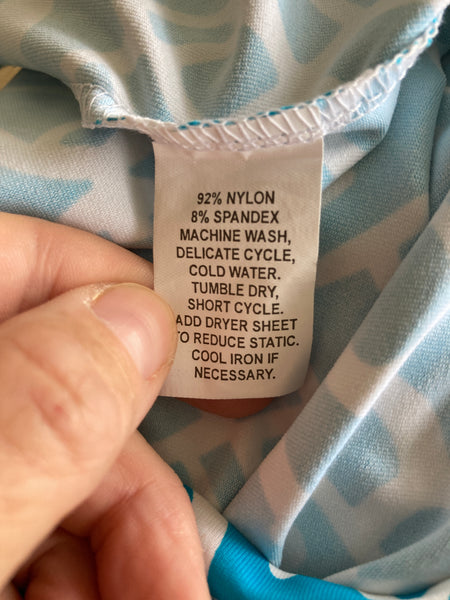 92% NYLON
8% SPANDEX
MACHINE WASH,
DELICATE CYCLE,
COLD WATER.
TUMBLE DRY,
SHORT CYCLE.
ADD DRYER SHEET
TO REDUCE STATIC.
COOL IRON IF
NECESSARY.